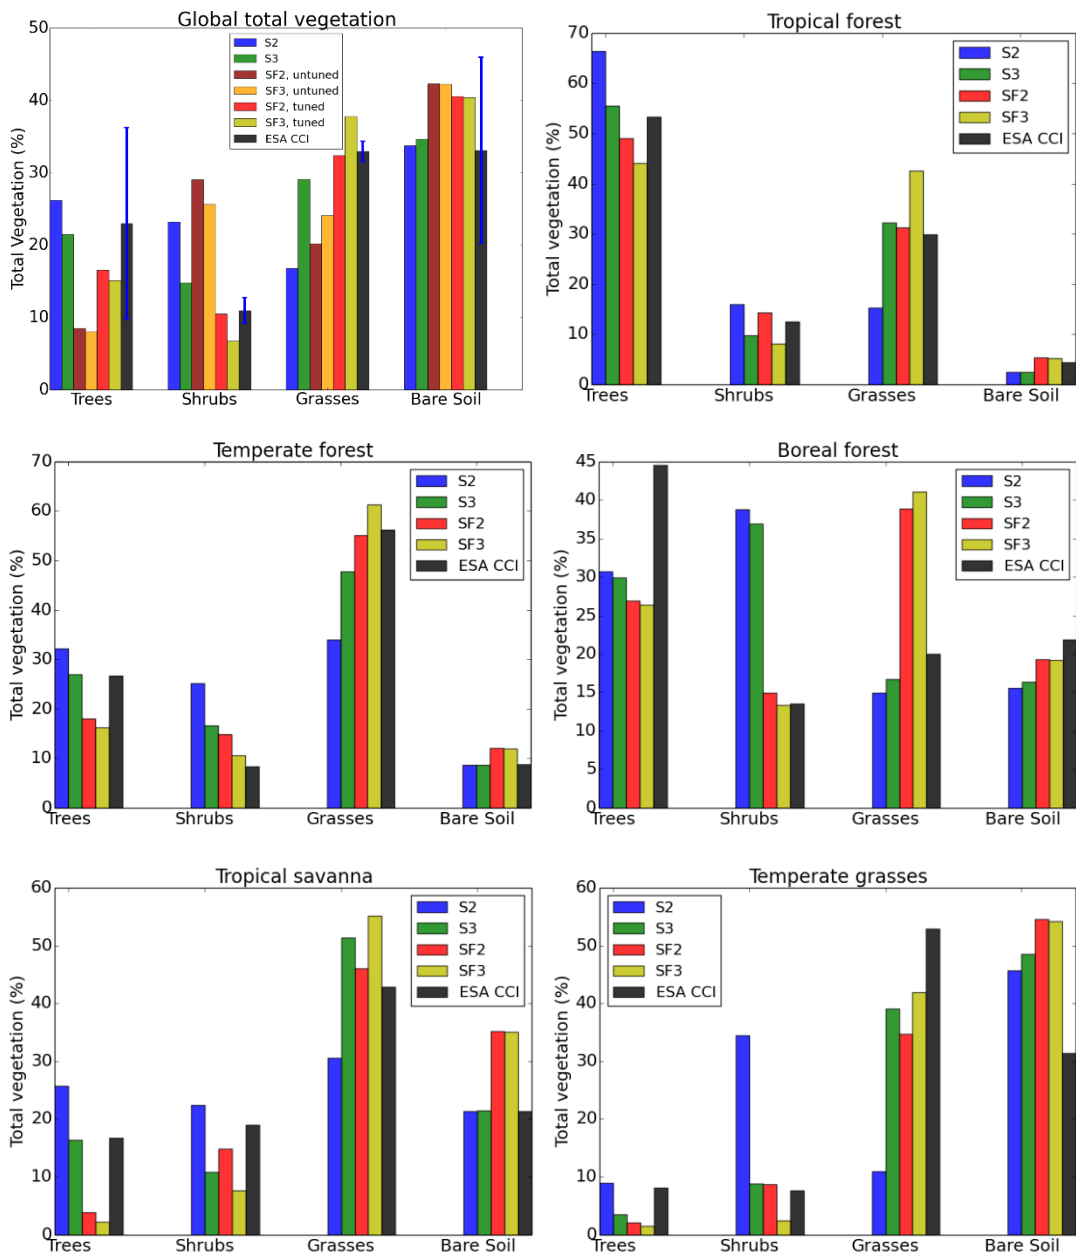 Global total vegetation
Total Vegetation (%)
50
40
30
20
10
0
S2
S3
SF2, untuned
SF3, untuned
SF2, tuned
SF3, tuned
ESA CCI
Trees Shrubs Grasses Bare Soil
Tropical forest
Total vegetation (%)
70
60
50
40
30
20
10
0
S2
S3
SF2
SF3
ESA CCI
Trees Shrubs Grasses Bare Soil
Temperate forest
Total vegetation (%)
70
60
50
40
30
20
10
0
S2
S3
SF2
SF3
ESA CCI
Trees Shrubs Grasses Bare Soil
Boreal forest
Total vegetation (%)
45
40
35
30
25
20
15
10
5
0
S2
S3
SF2
SF3
ESA CCI
Trees Shrubs Grasses Bare Soil
Tropical savanna
Total vegetation (%)
60
50
40
30
20
10
0
S2
S3
SF2
SF3
ESA CCI
Trees Shrubs Grasses Bare Soil
Temperate grasses
Total vegetation (%)
60
50
40
30
20
10
0
S2
S3
SF2
SF3
ESA CCI
Trees Shrubs Grasses Bare Soil